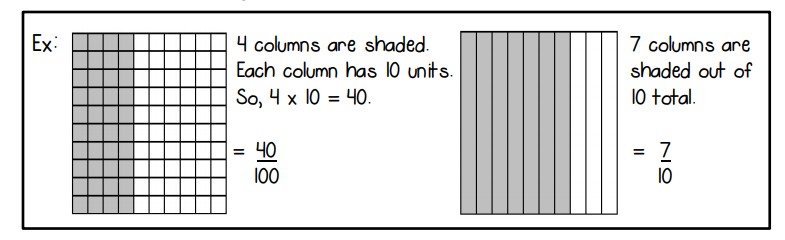 Ex:
4 columns are shaded.
Each column has 10 units.
So, 4 x 10 = 40.
= 40
100
7 columns are
shaded out of
10 total.
= 7
10